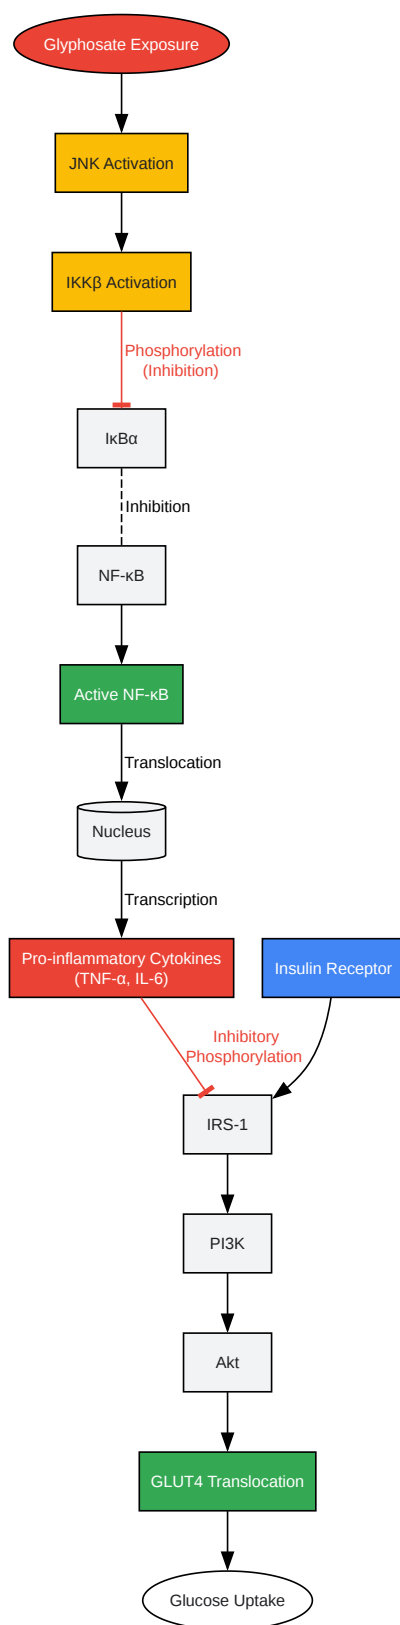 Glyphosate Exposure
JNK Activation
IKKβ Activation
Phosphorylation
(Inhibition)
IκBα
Inhibition
NF-κB
Active NF-κB
Translocation
Nucleus
Transcription
Pro-inflammatory Cytokines
(TNF-α, IL-6)
Insulin Receptor
Inhibitory
Phosphorylation
IRS-1
PI3K
Akt
GLUT4 Translocation
Glucose Uptake